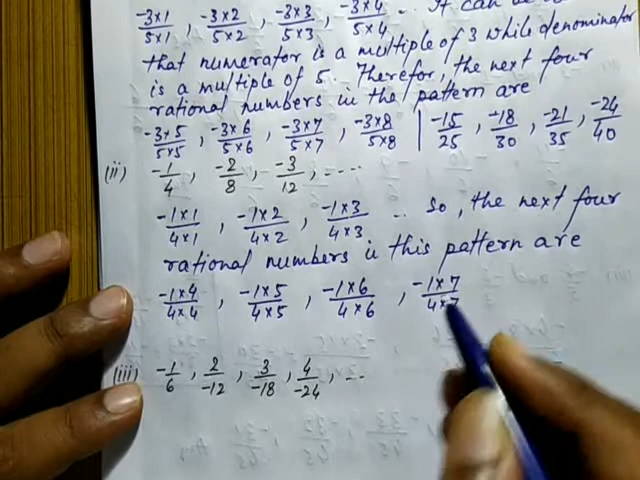 -3×1/5×1 , -3×2/5×2 , -3×3/5×3 , -3×4/5×4 ... It can be
that numerator is a multiple of 3 while denominator
is a multiple of 5. Therefor, the next four
rational numbers in the pattern are
-3×5/5×5 , -3×6/5×6 , -3×7/5×7 , -3×8/5×8 | -15/25 , -18/30 , -21/35 , -24/40
(ii) -1/4 , -2/8 , -3/12 , ....
-1×1/4×1 , -1×2/4×2 , -1×3/4×3 ... So, the next four
rational numbers is this pattern are
-1×4/4×4 , -1×5/4×5 , -1×6/4×6 , -1×7/4×7
(iii) -1/6 , 2/-12 , 3/-18 , 4/-24 , ...